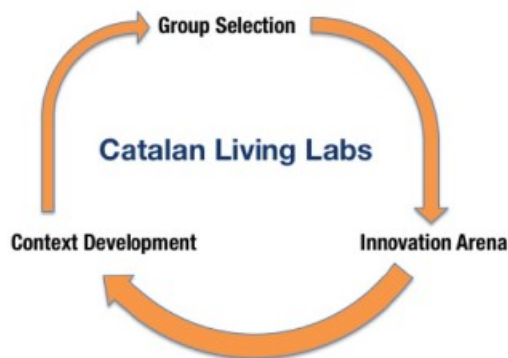 Group Selection
Catalan Living Labs
Context Development
Innovation Arena